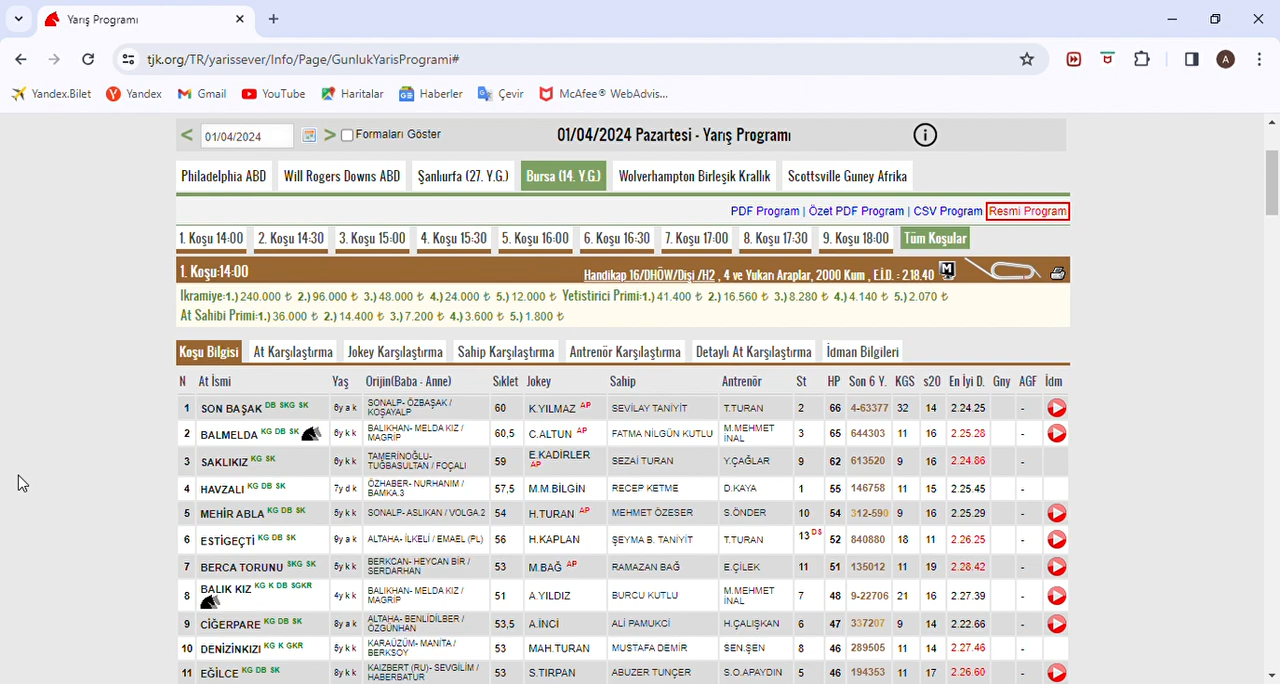 Yarış Programı
tjk.org/TR/yarissever/Info/Page/GunlukYarisProgrami#
A
Yandex.Bilet Yandex Gmail YouTube Haritalar Haberler Çevir McAfee® WebAdvis...
01/04/2024 Formaları Göster 01/04/2024 Pazartesi - Yarış Programı
Philadelphia ABD Will Rogers Downs ABD Şanlıurfa (27. Y.G.) Bursa (14. Y.G.) Wolverhampton Birleşik Krallık Scottsville Guney Afrika
PDF Program | Özet PDF Program | CSV Program Resmi Program
1. Koşu 14:00 2. Koşu 14:30 3. Koşu 15:00 4. Koşu 15:30 5. Koşu 16:00 6. Koşu 16:30 7. Koşu 17:00 8. Koşu 17:30 9. Koşu 18:00 Tüm Koşular
1. Koşu:14:00 Handikap 16/DHÖW/Dişi /H2 , 4 ve Yukarı Araplar, 2000 Kum , E.İ.D. : 2.18.40 M
Ikramiye:1.) 240.000 ₺ 2.) 96.000 ₺ 3.) 48.000 ₺ 4.) 24.000 ₺ 5.) 12.000 ₺ Yetistirici Primi:1.) 41.400 ₺ 2.) 16.560 ₺ 3.) 8.280 ₺ 4.) 4.140 ₺ 5.) 2.070 ₺
At Sahibi Primi:1.) 36.000 ₺ 2.) 14.400 ₺ 3.) 7.200 ₺ 4.) 3.600 ₺ 5.) 1.800 ₺
Koşu Bilgisi At Karşılaştırma Jokey Karşılaştırma Sahip Karşılaştırma Antrenör Karşılaştırma Detaylı At Karşılaştırma İdman Bilgileri
N At İsmi Yaş Orijin(Baba - Anne) Sıklet Jokey Sahip Antrenör St HP Son 6 Y. KGS s20 En İyi D. Gny AGF İdm
1 SON BAŞAK DB SKG SK 6y a k SONALP- ÖZBAŞAK / KOŞAYALP 60 K.YILMAZ AP SEVİLAY TANİYİT T.TURAN 2 66 4-63377 32 14 2.24.25 -
2 BALMELDA KG DB SK 6y k k BALIKHAN- MELDA KIZ / MAGRİP 60,5 C.ALTUN AP FATMA NİLGÜN KUTLU M.MEHMET İNAL 3 65 644303 11 16 2.25.28 -
3 SAKLIKIZ KG SK 6y k k TAMERİNOĞLU- TUĞBASULTAN / FOÇALI 59 E.KADİRLER AP SEZAİ TURAN Y.ÇAĞLAR 9 62 613520 9 16 2.24.86 -
4 HAVZALI KG DB SK 7y d k ÖZHABER- NURHANIM / BAMKA.3 57,5 M.M.BİLGİN RECEP KETME D.KAYA 1 55 146758 11 15 2.25.45 -
5 MEHİR ABLA KG DB SK 6y k k SONALP- ASLIKAN / VOLGA.2 54 H.TURAN AP MEHMET ÖZESER S.ÖNDER 10 54 312-590 9 16 2.25.29 -
6 ESTİGEÇTİ KG DB SK ALTAHA- İLKELİ / EMAEL (PL) 56 H.KAPLAN ŞEYMA B. TANİYİT T.TURAN 13 DS 52 840880 18 11 2.26.25 -
7 BERCA TORUNU SKG SK 5y k k BERKCAN- HEYCAN BİR / SERDARHAN 53 M.BAĞ AP RAMAZAN BAĞ E.ÇİLEK 11 51 135012 11 19 2.28.42 -
8 BALIK KIZ KG K DB SGKR 4y k k BALIKHAN- MELDA KIZ / MAGRİP 51 A.YILDIZ BURCU KUTLU M.MEHMET İNAL 7 48 9-22706 21 16 2.27.39 -
9 CİĞERPARE KG DB SK 8y a k ALTAHA- BENLİDİLBER / ÖZGÜNHAN 53,5 A.İNCİ ALİ PAMUKCİ H.ÇALIŞKAN 6 47 337207 9 14 2.22.66 -
10 DENİZİNKIZI KG K GKR 5y k k KARAÜZÜM- MANİTA / BERKSOY 53 MAH.TURAN MUSTAFA DEMİR SEN.ŞEN 8 46 289505 11 14 2.27.46 -
11 EĞİLCE KG DB SK 8y k k KAIZBERT (RU)- SEVGİLİM / HABERBATUR 53 S.TIRPAN ABUZER TUNÇER S.O.APAYDIN 5 46 194353 11 17 2.26.60 -